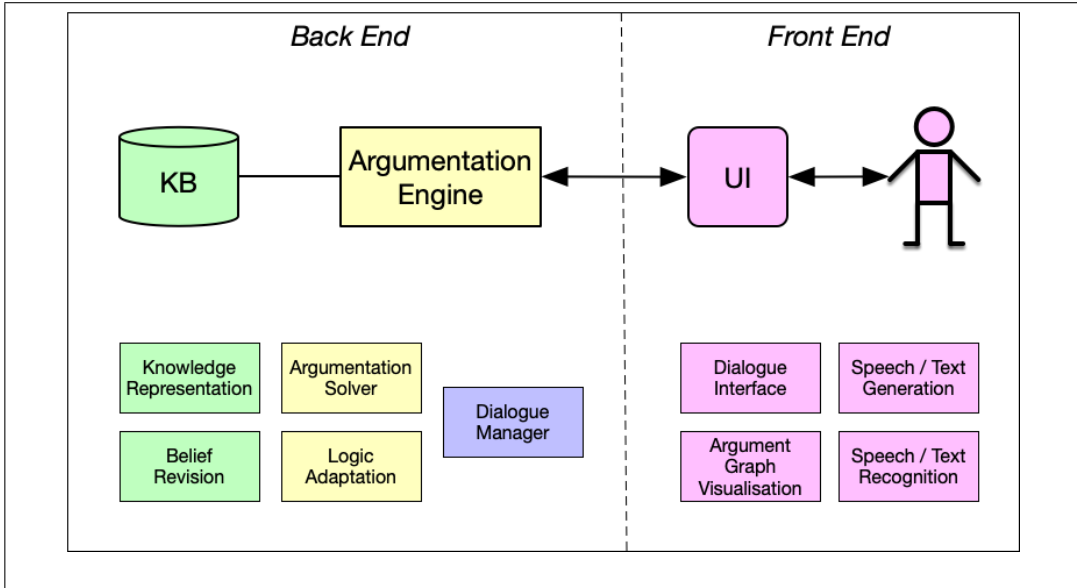 Back End
Front End
KB
Argumentation
Engine
UI
Knowledge
Representation
Argumentation
Solver
Dialogue
Manager
Belief
Revision
Logic
Adaptation
Dialogue
Interface
Speech / Text
Generation
Argument
Graph
Visualisation
Speech / Text
Recognition